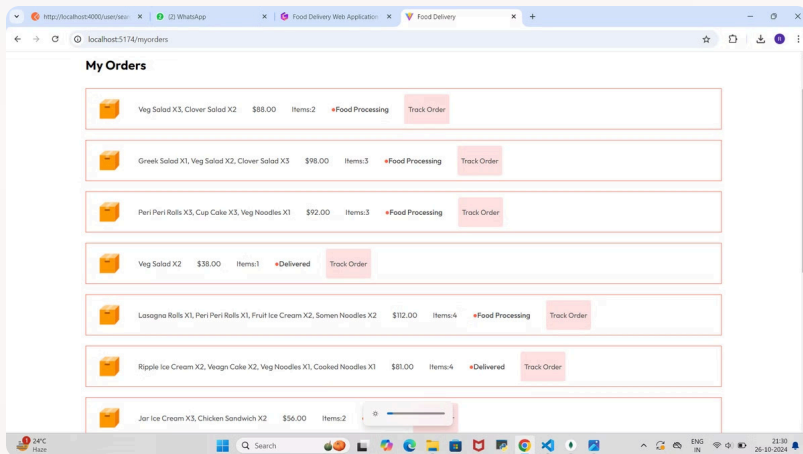 http://localhost:4000/user/sear
(2) WhatsApp
Food Delivery Web Application
Food Delivery
localhost:5174/myorders
R
My Orders
Veg Salad X3, Clover Salad X2 $88.00 Items:2 Food Processing Track Order
Greek Salad X1, Veg Salad X2, Clover Salad X3 $98.00 Items:3 Food Processing Track Order
Peri Peri Rolls X3, Cup Cake X3, Veg Noodles X1 $92.00 Items:3 Food Processing Track Order
Veg Salad X2 $38.00 Items:1 Delivered Track Order
Lasagna Rolls X1, Peri Peri Rolls X1, Fruit Ice Cream X2, Somen Noodles X2 $112.00 Items:4 Food Processing Track Order
Ripple Ice Cream X2, Veagn Cake X2, Veg Noodles X1, Cooked Noodles X1 $81.00 Items:4 Delivered Track Order
Jar Ice Cream X3, Chicken Sandwich X2 $56.00 Items:2
24°C
Haze
Search
ENG
IN
21:30
26-10-2024